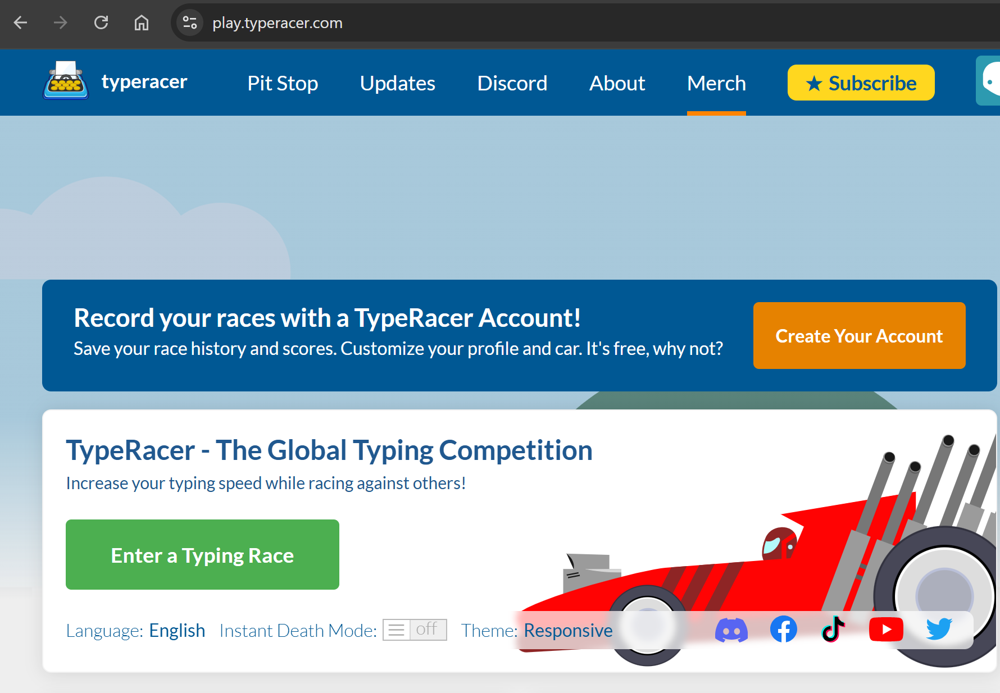 play.typeracer.com
typeracer Pit Stop Updates Discord About Merch ★ Subscribe
Record your races with a TypeRacer Account!
Save your race history and scores. Customize your profile and car. It's free, why not?
Create Your Account
TypeRacer - The Global Typing Competition
Increase your typing speed while racing against others!
Enter a Typing Race
Language: English Instant Death Mode: off Theme: Responsive